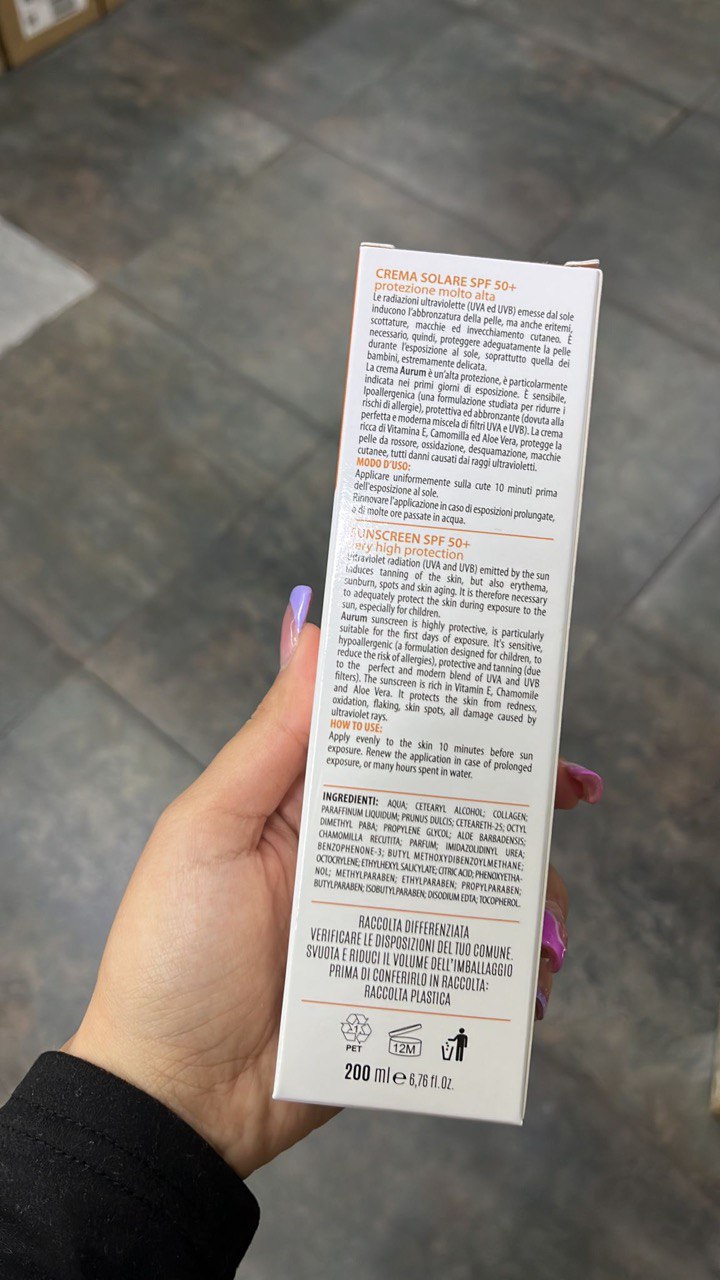 CREMA SOLARE SPF 50+
protezione molto alta
Le radiazioni ultraviolette (UVA ed UVB) emesse dal sole
inducono l'abbronzatura della pelle, ma anche eritemi,
scottature, macchie ed invecchiamento cutaneo. È
necessario, quindi, proteggere adeguatamente la pelle
durante l'esposizione al sole, soprattutto quella dei
bambini, estremamente delicata.
La crema Aurum è un'alta protezione, è particolarmente
indicata nei primi giorni di esposizione. È sensibile,
Ipoallergenica (una formulazione studiata per ridurre i
rischi di allergie), protettiva ed abbronzante (dovuta alla
perfetta e moderna miscela di filtri UVA e UVB). La crema
ricca di Vitamina E, Camomilla ed Aloe Vera, protegge la
pelle da rossore, ossidazione, desquamazione, macchie
cutanee, tutti danni causati dai raggi ultravioletti.
MODO D'USO:
Applicare uniformemente sulla cute 10 minuti prima
dell'esposizione al sole.
Rinnovare l'applicazione in caso di esposizioni prolungate,
o di molte ore passate in acqua.
SUNSCREEN SPF 50+
very high protection
Ultraviolet radiation (UVA and UVB) emitted by the sun
induces tanning of the skin, but also erythema,
sunburn, spots and skin aging. It is therefore necessary
to adequately protect the skin during exposure to the
sun, especially for children.
Aurum sunscreen is highly protective, is particularly
suitable for the first days of exposure. It's sensitive,
hypoallergenic (a formulation designed for children, to
reduce the risk of allergies), protective and tanning (due
to the perfect and modern blend of UVA and UVB
filters). The sunscreen is rich in Vitamin E, Chamomile
and Aloe Vera. It protects the skin from redness,
oxidation, flaking, skin spots, all damage caused by
ultraviolet rays.
HOW TO USE:
Apply evenly to the skin 10 minutes before sun
exposure. Renew the application in case of prolonged
exposure, or many hours spent in water.
INGREDIENTI: AQUA; CETEARYL ALCOHOL; COLLAGEN;
PARAFFINUM LIQUIDUM; PRUNUS DULCIS; CETEARETH-25; OCTYL
DIMETHYL PABA; PROPYLENE GLYCOL; ALOE BARBADENSIS;
CHAMOMILLA RECUTITA; PARFUM; IMIDAZOLIDINYL UREA;
BENZOPHENONE-3; BUTYL METHOXYDIBENZOYLMETHANE;
OCTOCRYLENE; ETHYLHEXYL SALICYLATE; CITRIC ACID; PHENOXYETHA-
NOL; METHYLPARABEN; ETHYLPARABEN; PROPYLPARABEN;
BUTYLPARABEN; ISOBUTYLPARABEN; DISODIUM EDTA; TOCOPHEROL.
RACCOLTA DIFFERENZIATA
VERIFICARE LE DISPOSIZIONI DEL TUO COMUNE.
SVUOTA E RIDUCI IL VOLUME DELL'IMBALLAGGIO
PRIMA DI CONFERIRLO IN RACCOLTA:
RACCOLTA PLASTICA
1
PET
12M
200 ml e 6,76 fl. Oz.